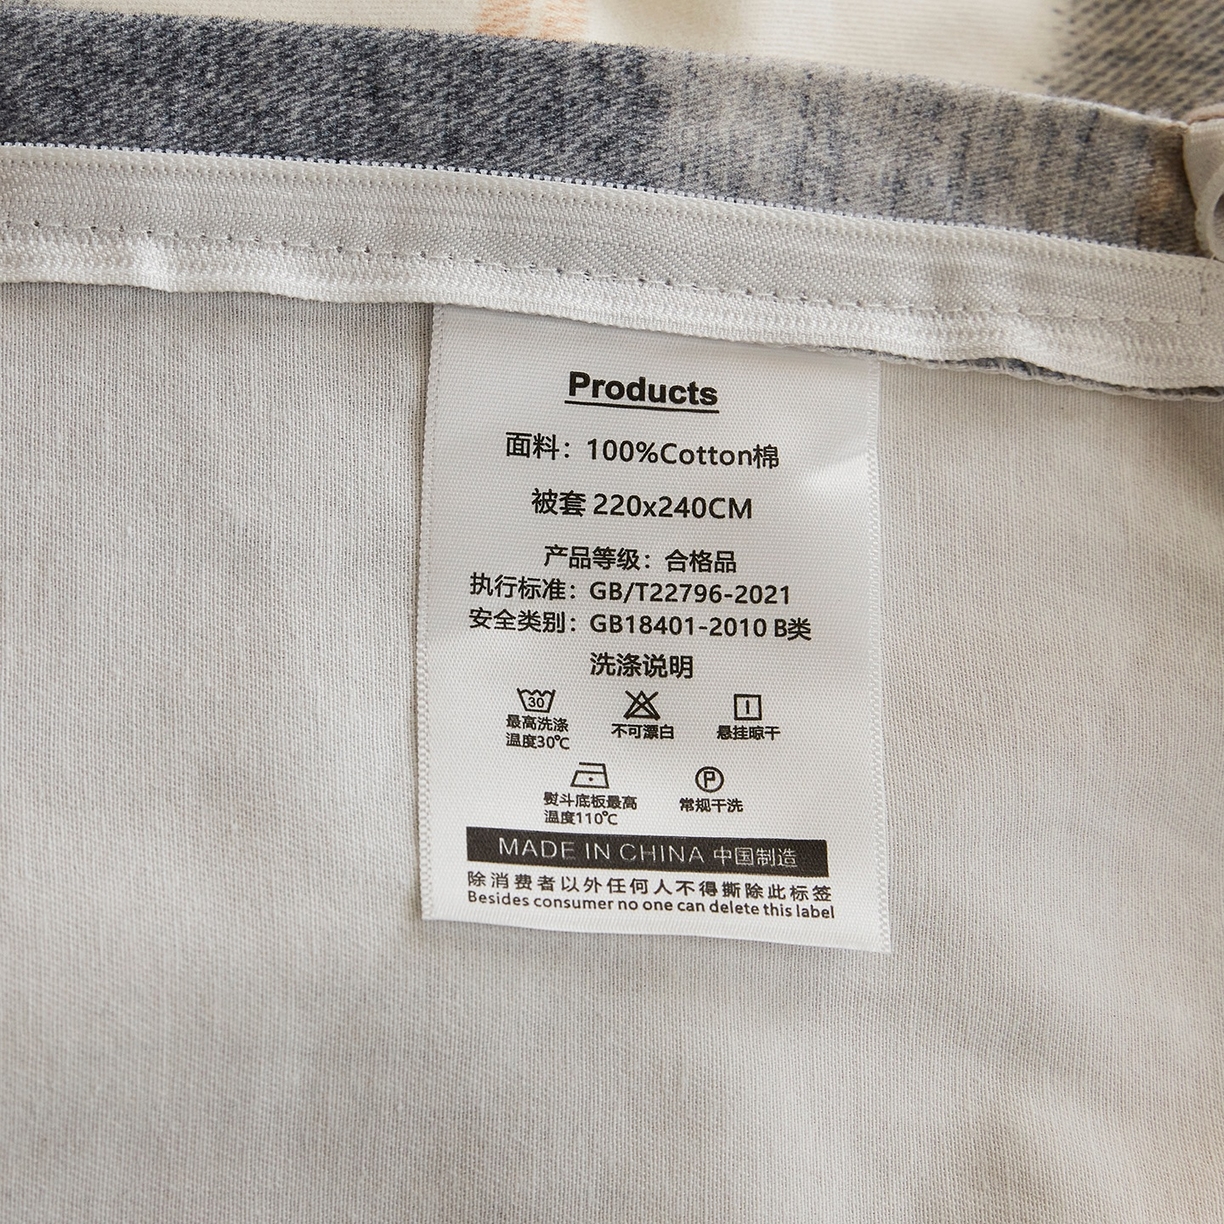 Products
面料：100%Cotton棉
被套 220x240CM
产品等级：合格品
执行标准：GB/T22796-2021
安全类别：GB18401-2010 B类
洗涤说明
30
最高洗涤
温度30℃
不可漂白
悬挂晾干
熨斗底板最高
温度110℃
P
常规干洗
MADE IN CHINA 中国制造
除消费者以外任何人不得撕除此标签
Besides consumer no one can delete this label